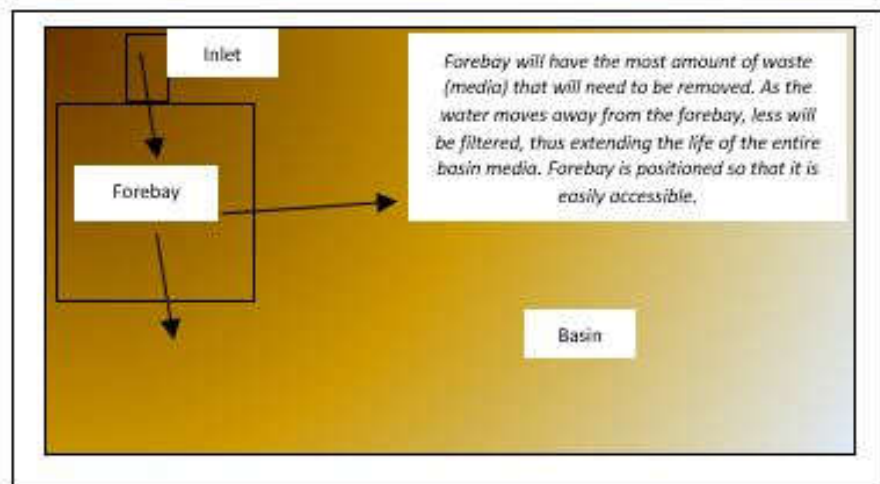 Inlet
Forebay will have the most amount of waste
(media) that will need to be removed. As the
water moves away from the forebay, less will
be filtered, thus extending the life of the entire
basin media. Forebay is positioned so that it is
easily accessible.
Forebay
Basin